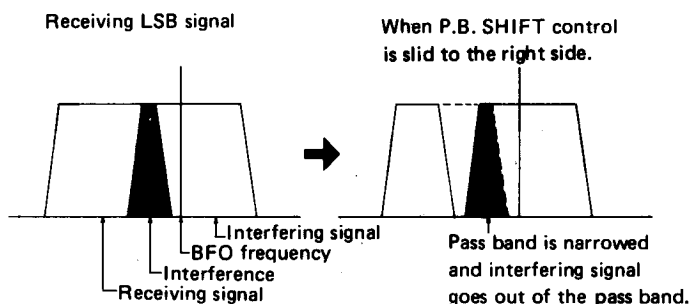 Receiving LSB signal
When P.B. SHIFT control
is slid to the right side.
Interfering signal
BFO frequency
Interference
Receiving signal
Pass band is narrowed
and interfering signal
goes out of the pass band.